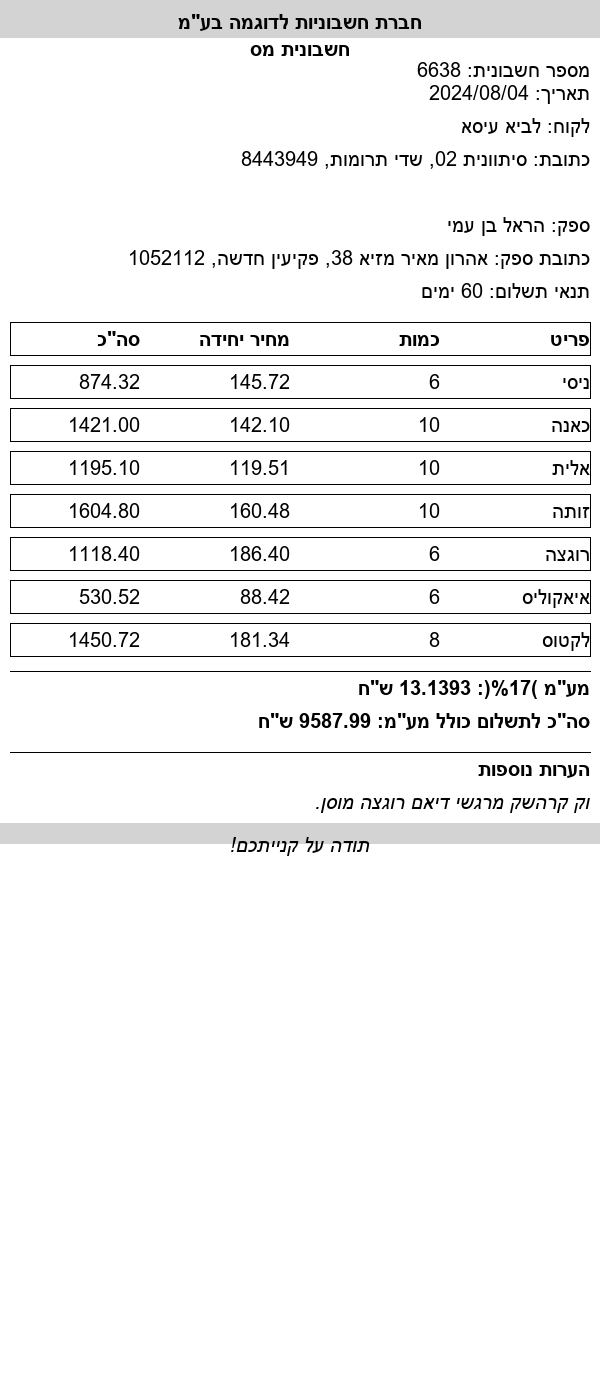 חברת חשבוניות לדוגמה בע"מ
חשבונית מס
מספר חשבונית: 6638
תאריך: 2024/08/04
לקוח: לביא עיסא
כתובת: סיתוונית 02, שדי תרומות, 8443949
ספק: הראל בן עמי
כתובת ספק: אהרון מאיר מזיא 38, פקיעין חדשה, 1052112
תנאי תשלום: 60 ימים
פריט כמות מחיר יחידה סה"כ
ניסי 6 145.72 874.32
כאנה 10 142.10 1421.00
אלית 10 119.51 1195.10
זותה 10 160.48 1604.80
רוגצה 6 186.40 1118.40
איאקוליס 6 88.42 530.52
לקטוס 8 181.34 1450.72
מע"מ )17%(: 13.1393 ש"ח
סה"כ לתשלום כולל מע"מ: 9587.99 ש"ח
הערות נוספות
וק קרהשק מרגשי דיאם רוגצה מוסן.
תודה על קנייתכם!